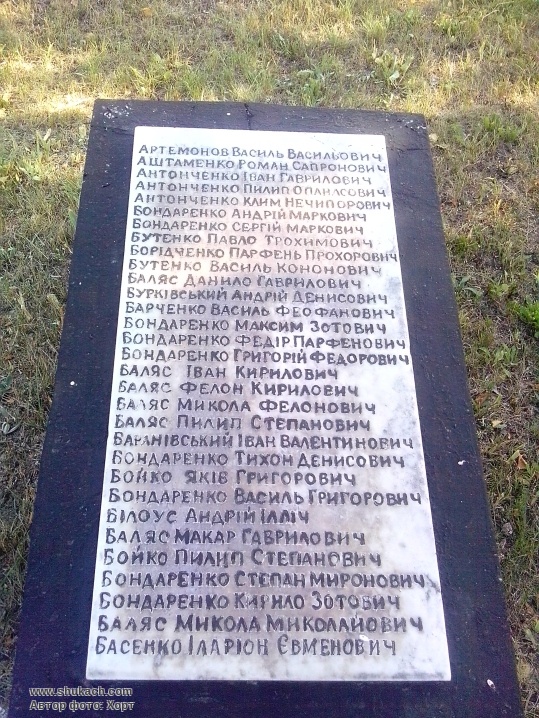 Артемонов Василь Васильович
Аштаменко Роман Сапронович
Антонченко Іван Гаврилович
Антонченко Пилип Оплисович
Антонченко Клим Нечипорович
Бондаренко Андрій Маркович
Бондаренко Сергій Маркович
Бутенко Павло Трохимович
Борідченко Парфень Прохорович
Бутенко Василь Кононович
Баляс Данило Гаврилович
Бурківський Андрій Денисович
Барченко Василь Феофанович
Бондаренко Максим Зотович
Бондаренко Федір Парфенович
Бондаренко Григорій Федорович
Баляс Іван Кирилович
Баляс Фелон Кирилович
Баляс Микола Фелонович
Баляс Пилип Степанович
Баранівський Іван Валентинович
Бондаренко Тихон Денисович
Бойко Яків Григорович
Бондаренко Василь Григорович
Білоус Андрій Ілліч
Баляс Макар Гаврилович
Бойко Пилип Степанович
Бондаренко Степан Миронович
Бондаренко Кирило Зотович
Баляс Микола Миколайович
Басенко Іларіон Євменович
www.shukach.com
Автор фото: Хорт